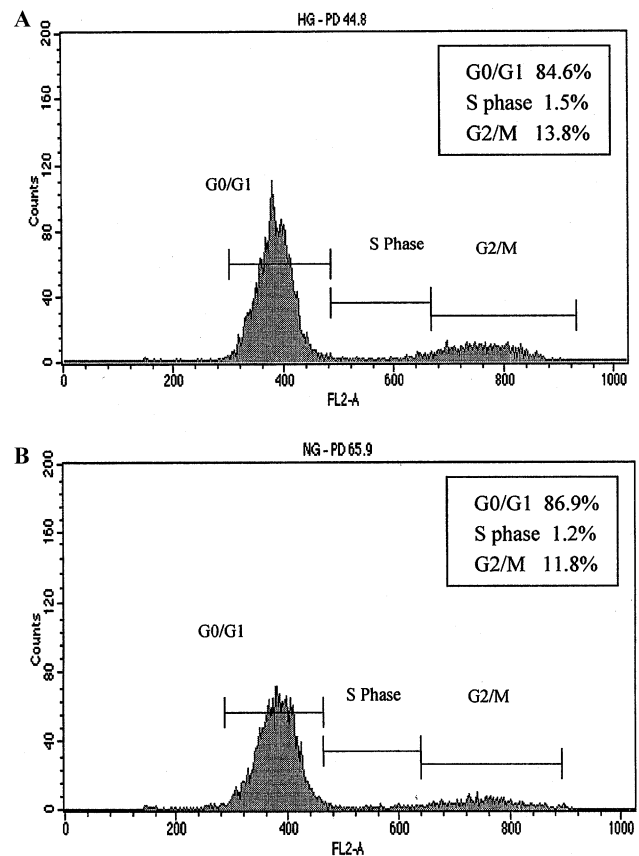 A
HG - PD 44.8
200
160
120
80
40
0
Counts
G0/G1 84.6%
S phase 1.5%
G2/M 13.8%
G0/G1
S Phase
G2/M
0 200 400 600 800 1000
FL2-A
B
NG - PD 65.9
200
160
120
80
40
0
Counts
G0/G1 86.9%
S phase 1.2%
G2/M 11.8%
G0/G1
S Phase
G2/M
0 200 400 600 800 1000
FL2-A